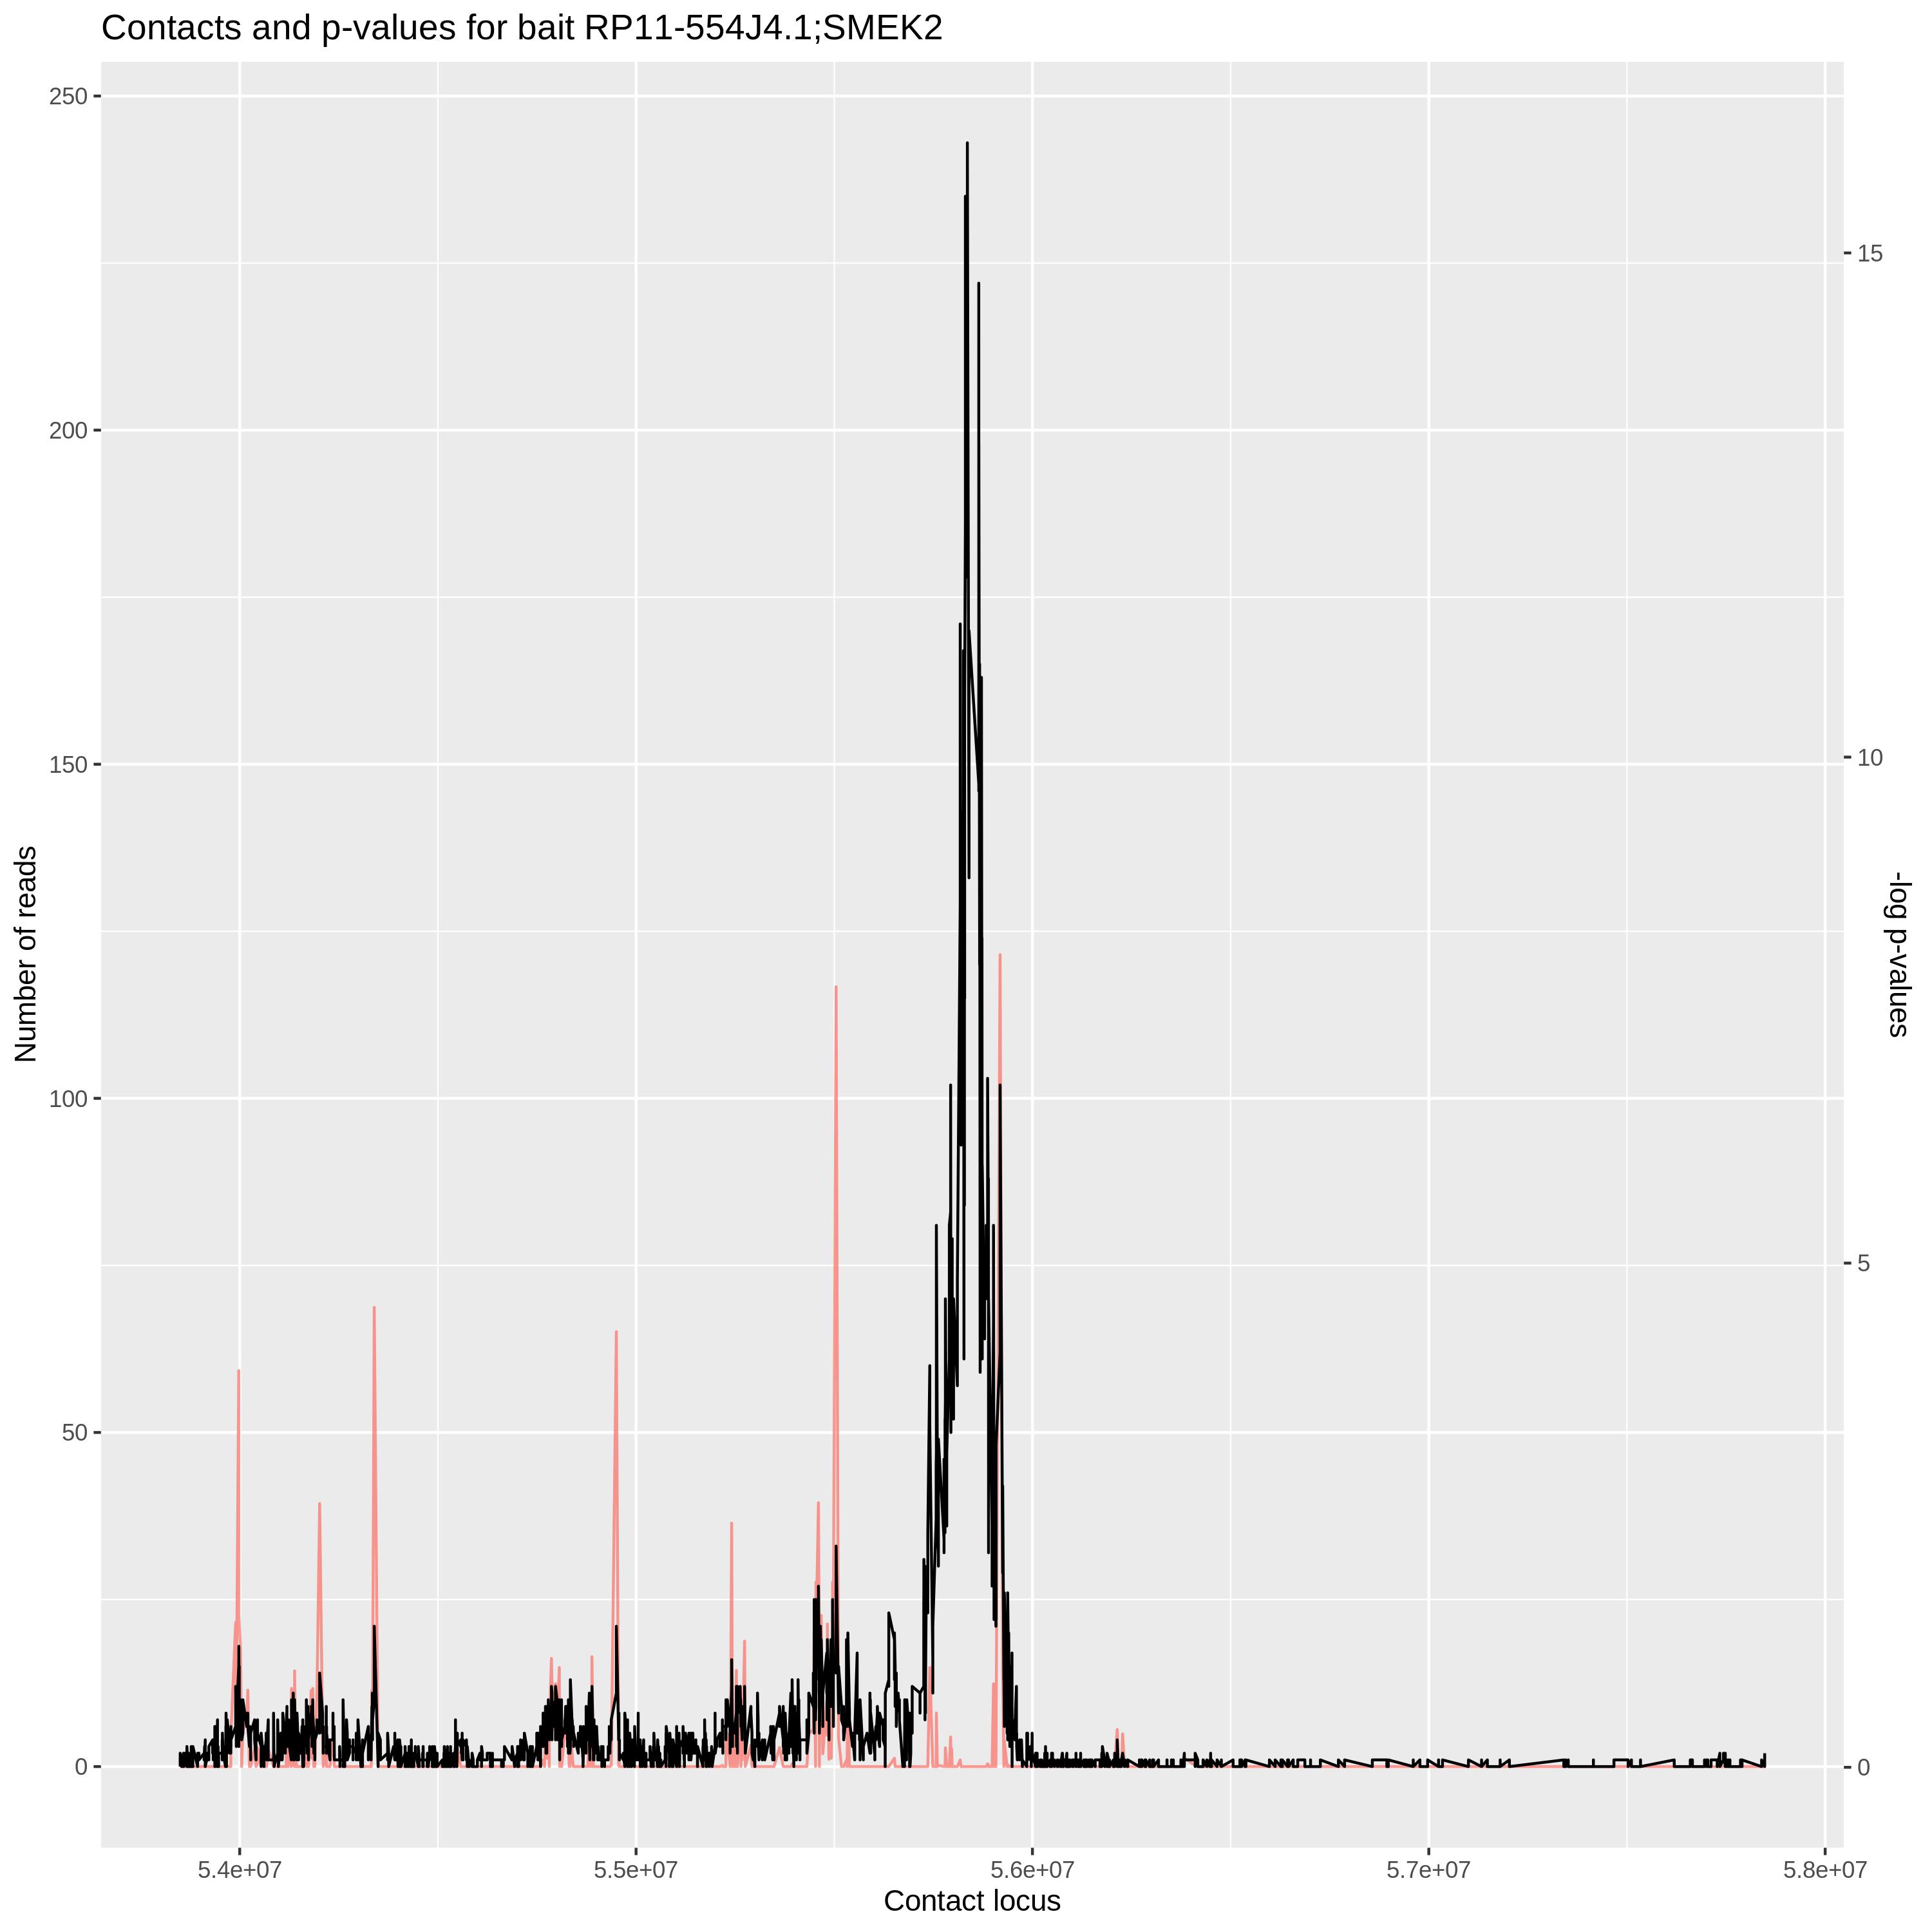 Contacts and p-values for bait RP11-554J4.1;SMEK2
250
200
150
100
50
0
Number of reads
15
10
5
0
-log p-values
5.4e+07 5.5e+07 5.6e+07 5.7e+07 5.8e+07
Contact locus